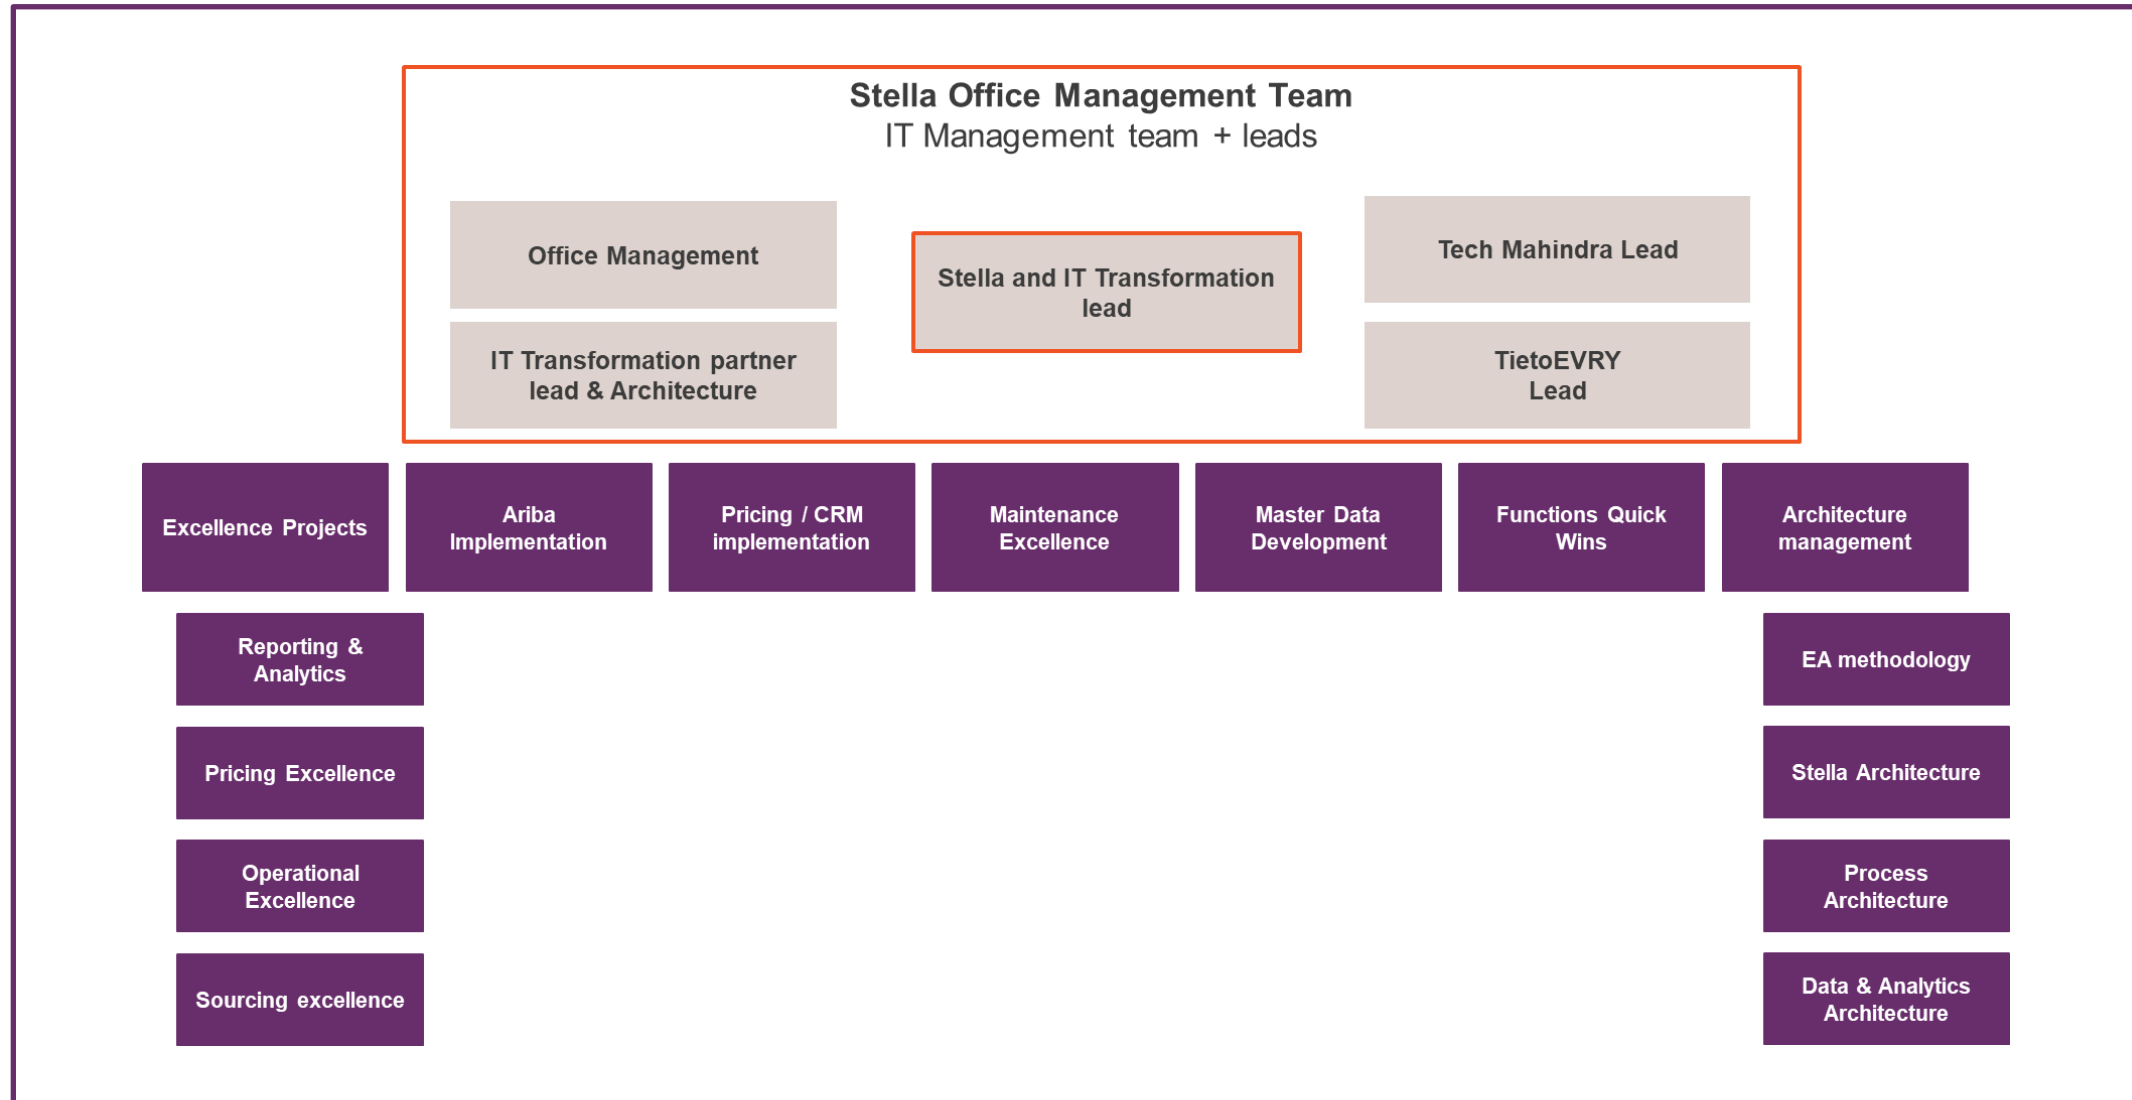 Stella Office Management Team
IT Management team + leads
Office Management
Stella and IT Transformation
lead
Tech Mahindra Lead
IT Transformation partner
lead & Architecture
TietoEVRY
Lead
Excellence Projects
Ariba
Implementation
Pricing / CRM
implementation
Maintenance
Excellence
Master Data
Development
Functions Quick
Wins
Architecture
management
Reporting &
Analytics
Pricing Excellence
Operational
Excellence
Sourcing excellence
EA methodology
Stella Architecture
Process
Architecture
Data & Analytics
Architecture